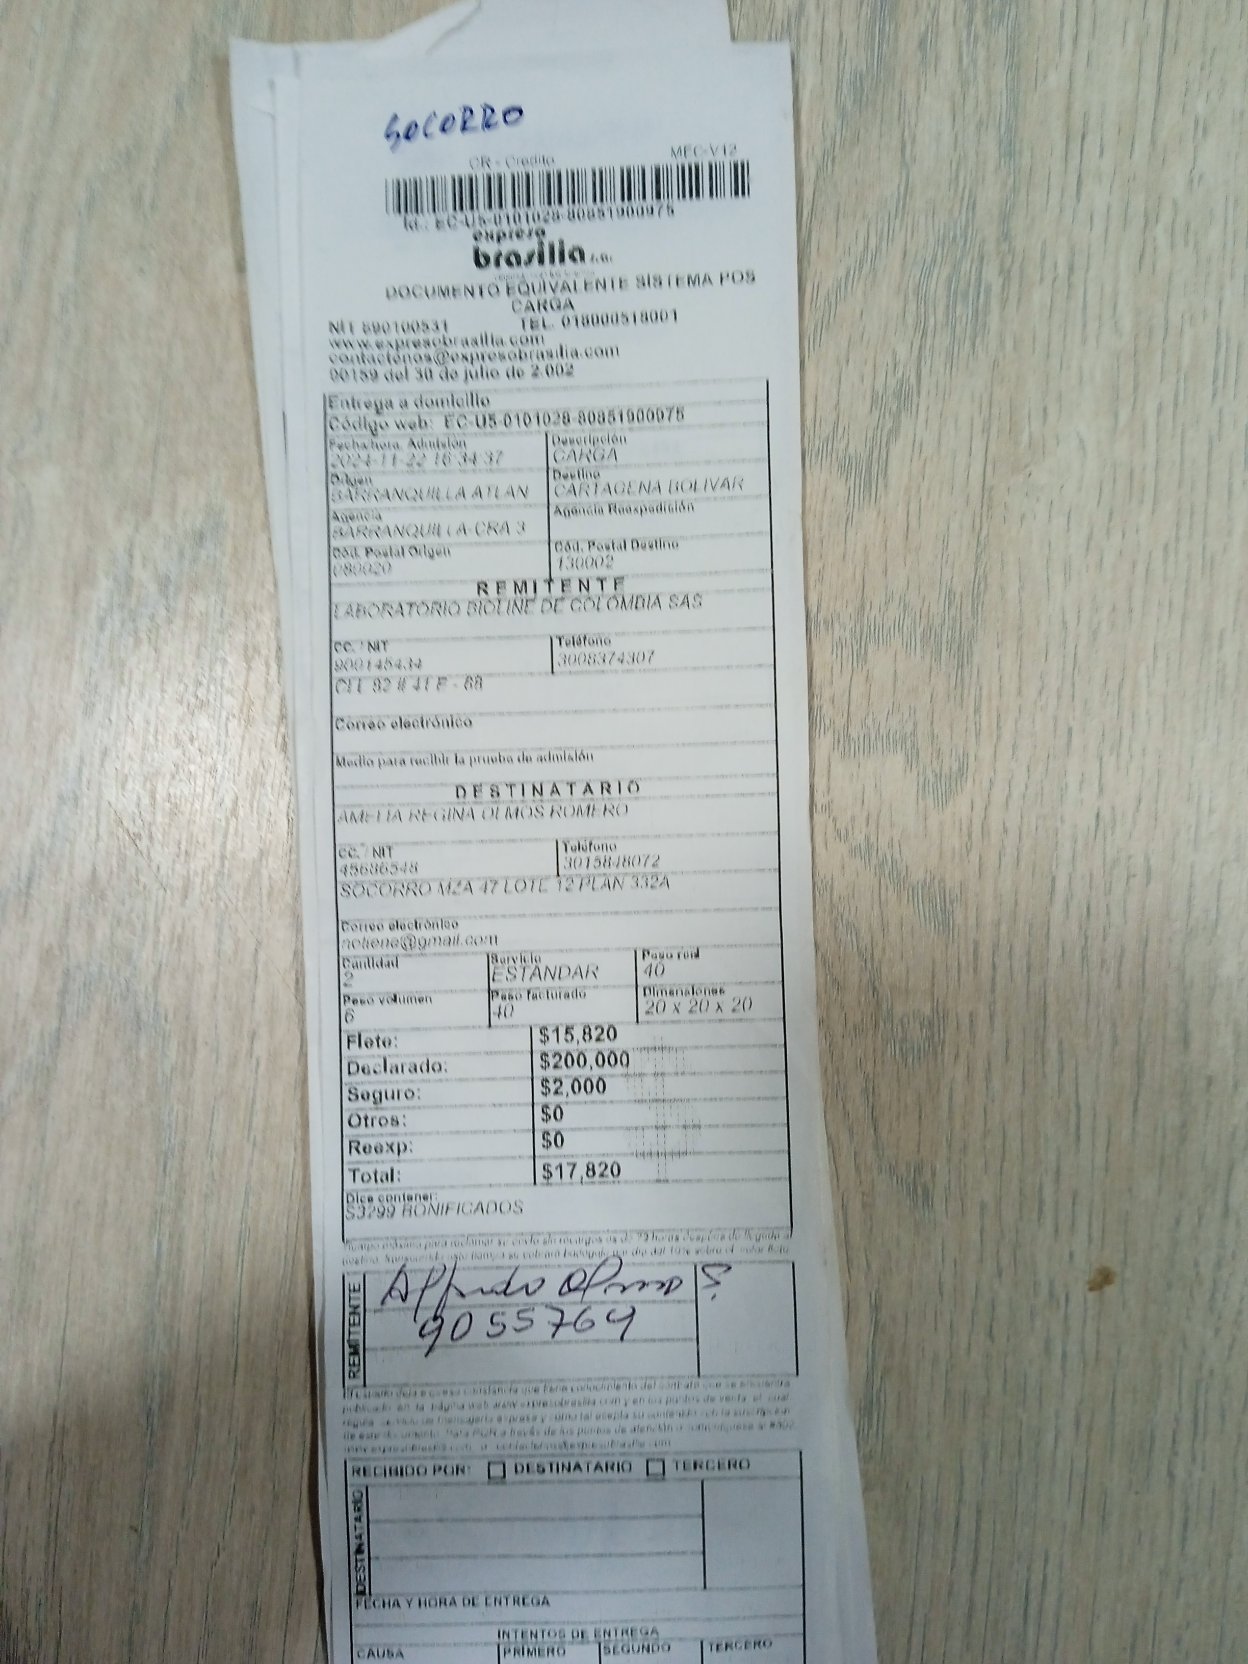 SOCORRO
CR - Credito MFC-V12
EC-U5-0101028-80851900975
expreso
brasilia s.a.
DOCUMENTO EQUIVALENTE SISTEMA POS
CARGA
NIT 890100531 TEL. 018000518001
www.expresobrasilia.com
contactenos@expresobrasilia.com
00159 del 30 de julio de 2.002
Entrega a domicilio
Código web: EC-U5-0101028-80851900975
Fecha/hora. Admisión Descripción
2024-11-22 16:34:37 CARGA
Origen Destino
BARRANQUILLA ATLAN CARTAGENA BOLIVAR
Agencia Agencia Reexpedición
BARRANQUILLA-CRA 3
Cód. Postal Origen Cód. Postal Destino
080020 130002
REMITENTE
LABORATORIO BIOLINE DE COLOMBIA SAS
CC. / NIT Teléfono
900145434 3008374307
CLL 82 # 41 F - 68
Correo electrónico
Medio para recibir la prueba de admisión
DESTINATARIO
AMELIA REGINA OLMOS ROMERO
CC. / NIT Teléfono
45686548 3015848072
SOCORRO MZA 47 LOTE 12 PLAN 332A
Correo electrónico
notiene@gmail.com
Cantidad Servicio Peso real
2 ESTANDAR 40
Peso volumen Peso facturado Dimensiones
6 40 20 x 20 x 20
Flete: $15,820
Declarado: $200,000
Seguro: $2,000
Otros: $0
Reexp: $0
Total: $17,820
Dice contener:
S3299 BONIFICADOS
REMITENTE
Alfredo Olmos
9055764
RECIBIDO POR: DESTINATARIO TERCERO
DESTINATARIO
FECHA Y HORA DE ENTREGA
INTENTOS DE ENTREGA
CAUSA PRIMERO SEGUNDO TERCERO